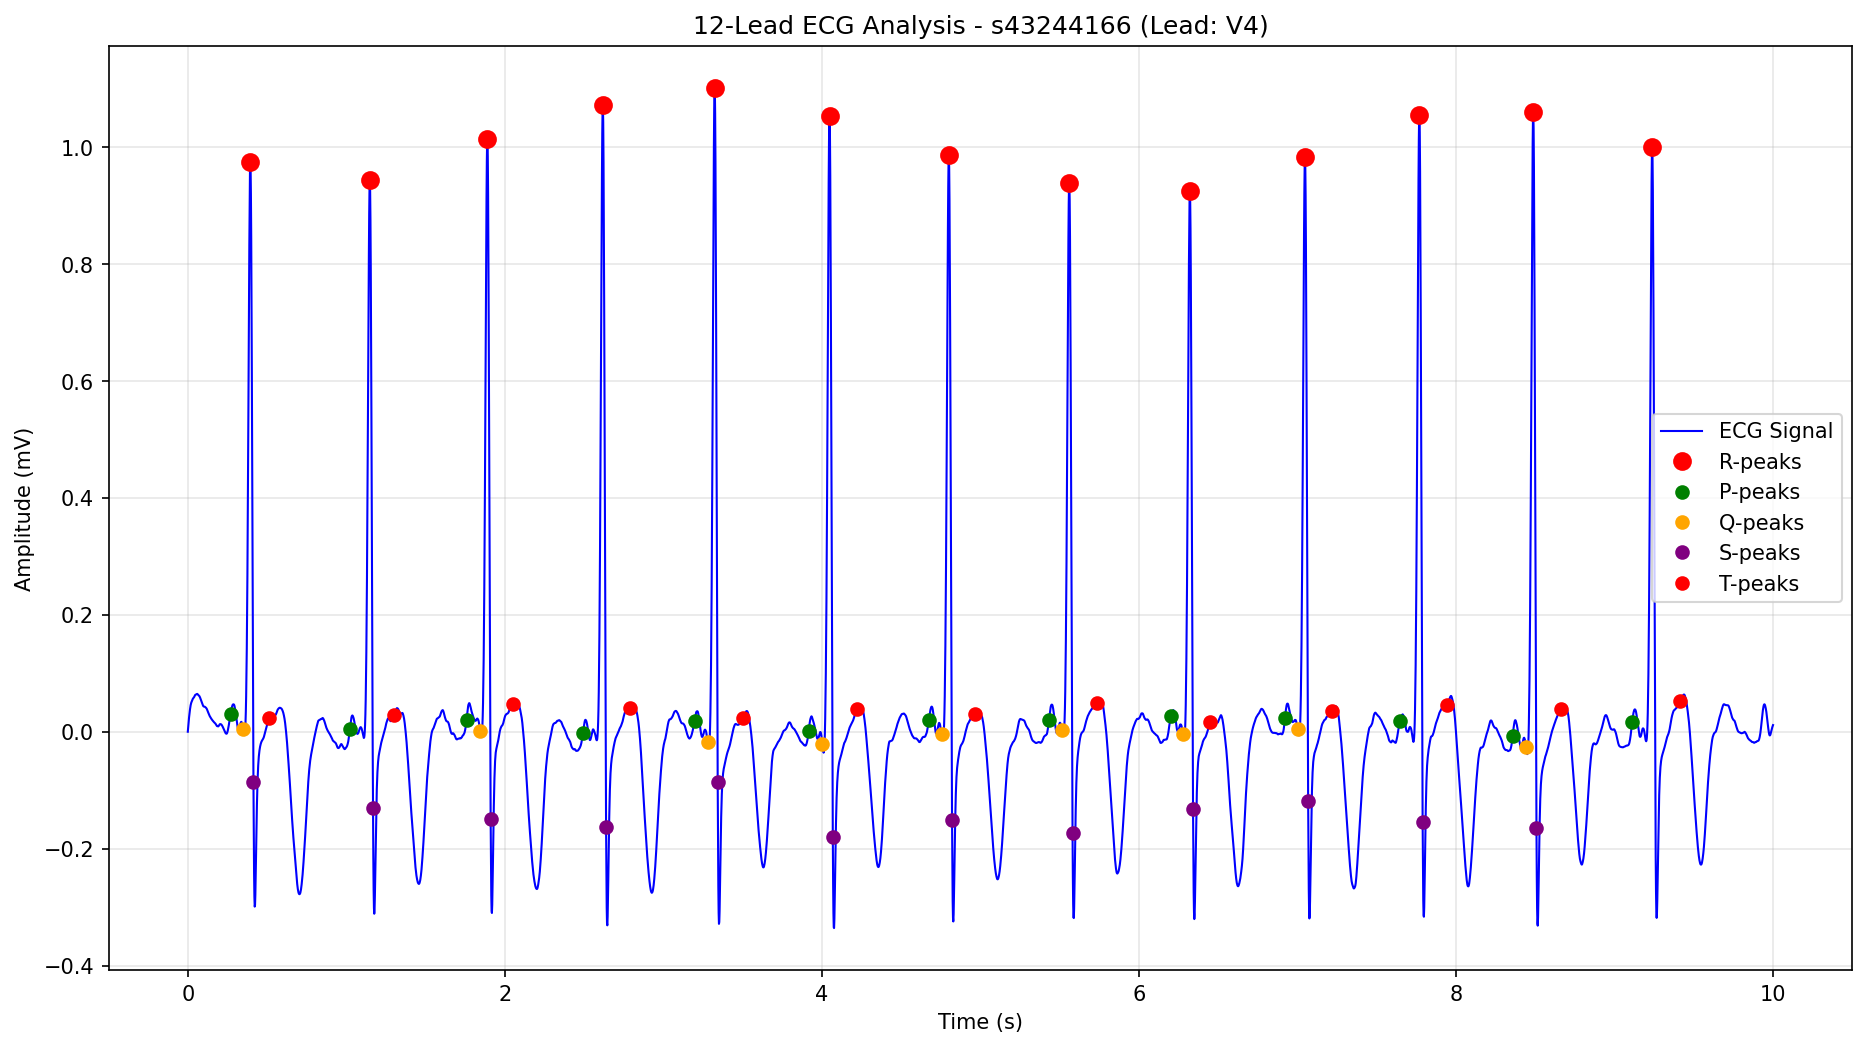 12-Lead ECG Analysis - s43244166 (Lead: V4)
Amplitude (mV)
1.0
0.8
0.6
0.4
0.2
0.0
−0.2
−0.4
ECG Signal
R-peaks
P-peaks
Q-peaks
S-peaks
T-peaks
0 2 4 6 8 10
Time (s)